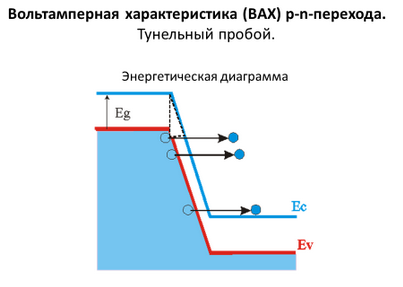 Вольтамперная характеристика (ВАХ) p-n-перехода.
Тунельный пробой.
Энергетическая диаграмма
Eg
Ec
Ev